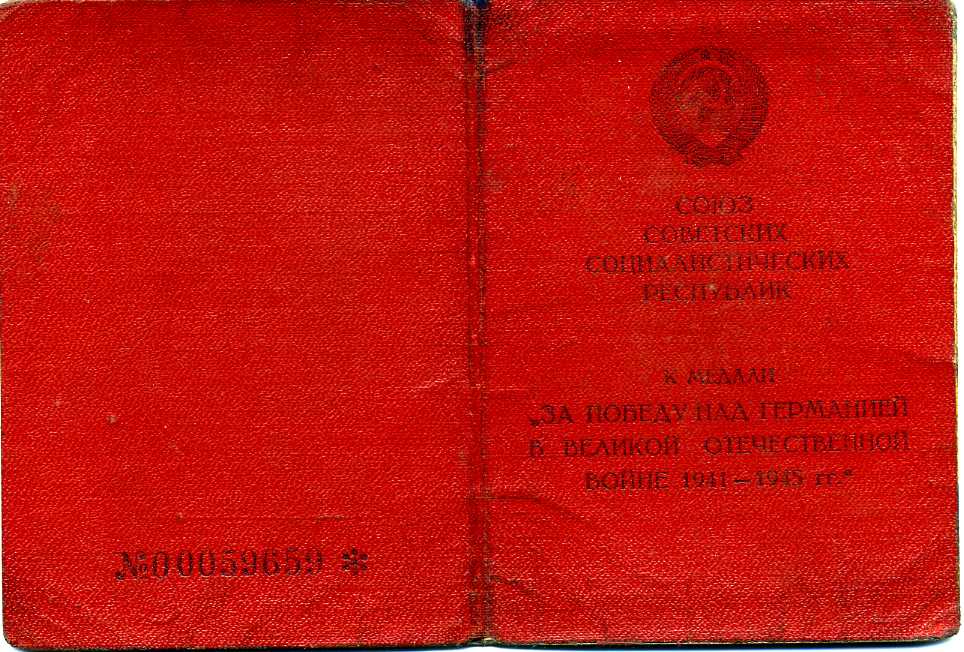 №00059659 *
СОЮЗ
СОВЕТСКИХ
СОЦИАЛИСТИЧЕСКИХ
РЕСПУБЛИК
К МЕДАЛИ
„ЗА ПОБЕДУ НАД ГЕРМАНИЕЙ
В ВЕЛИКОЙ ОТЕЧЕСТВЕННОЙ
ВОЙНЕ 1941–1945 гг.“